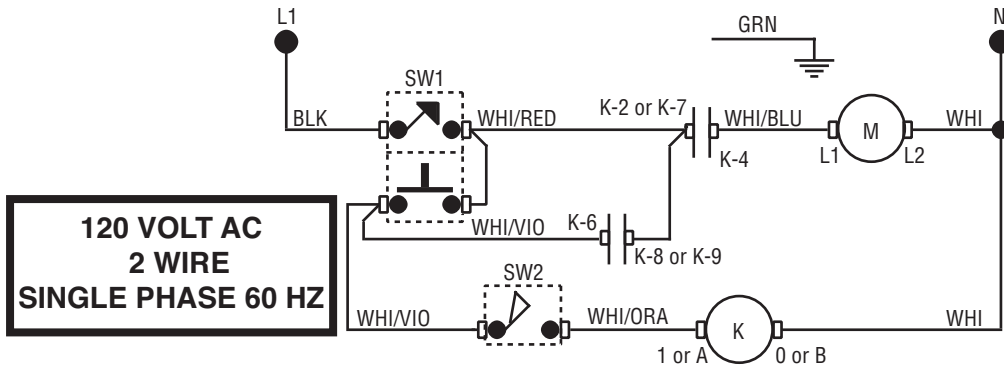 L1
N
GRN
SW1
BLK
WHI/RED
K-2 or K-7
WHI/BLU
M
WHI
K-4
L1
L2
120 VOLT AC
2 WIRE
SINGLE PHASE 60 HZ
WHI/VIO
K-6
K-8 or K-9
SW2
WHI/VIO
WHI/ORA
K
WHI
1 or A
0 or B